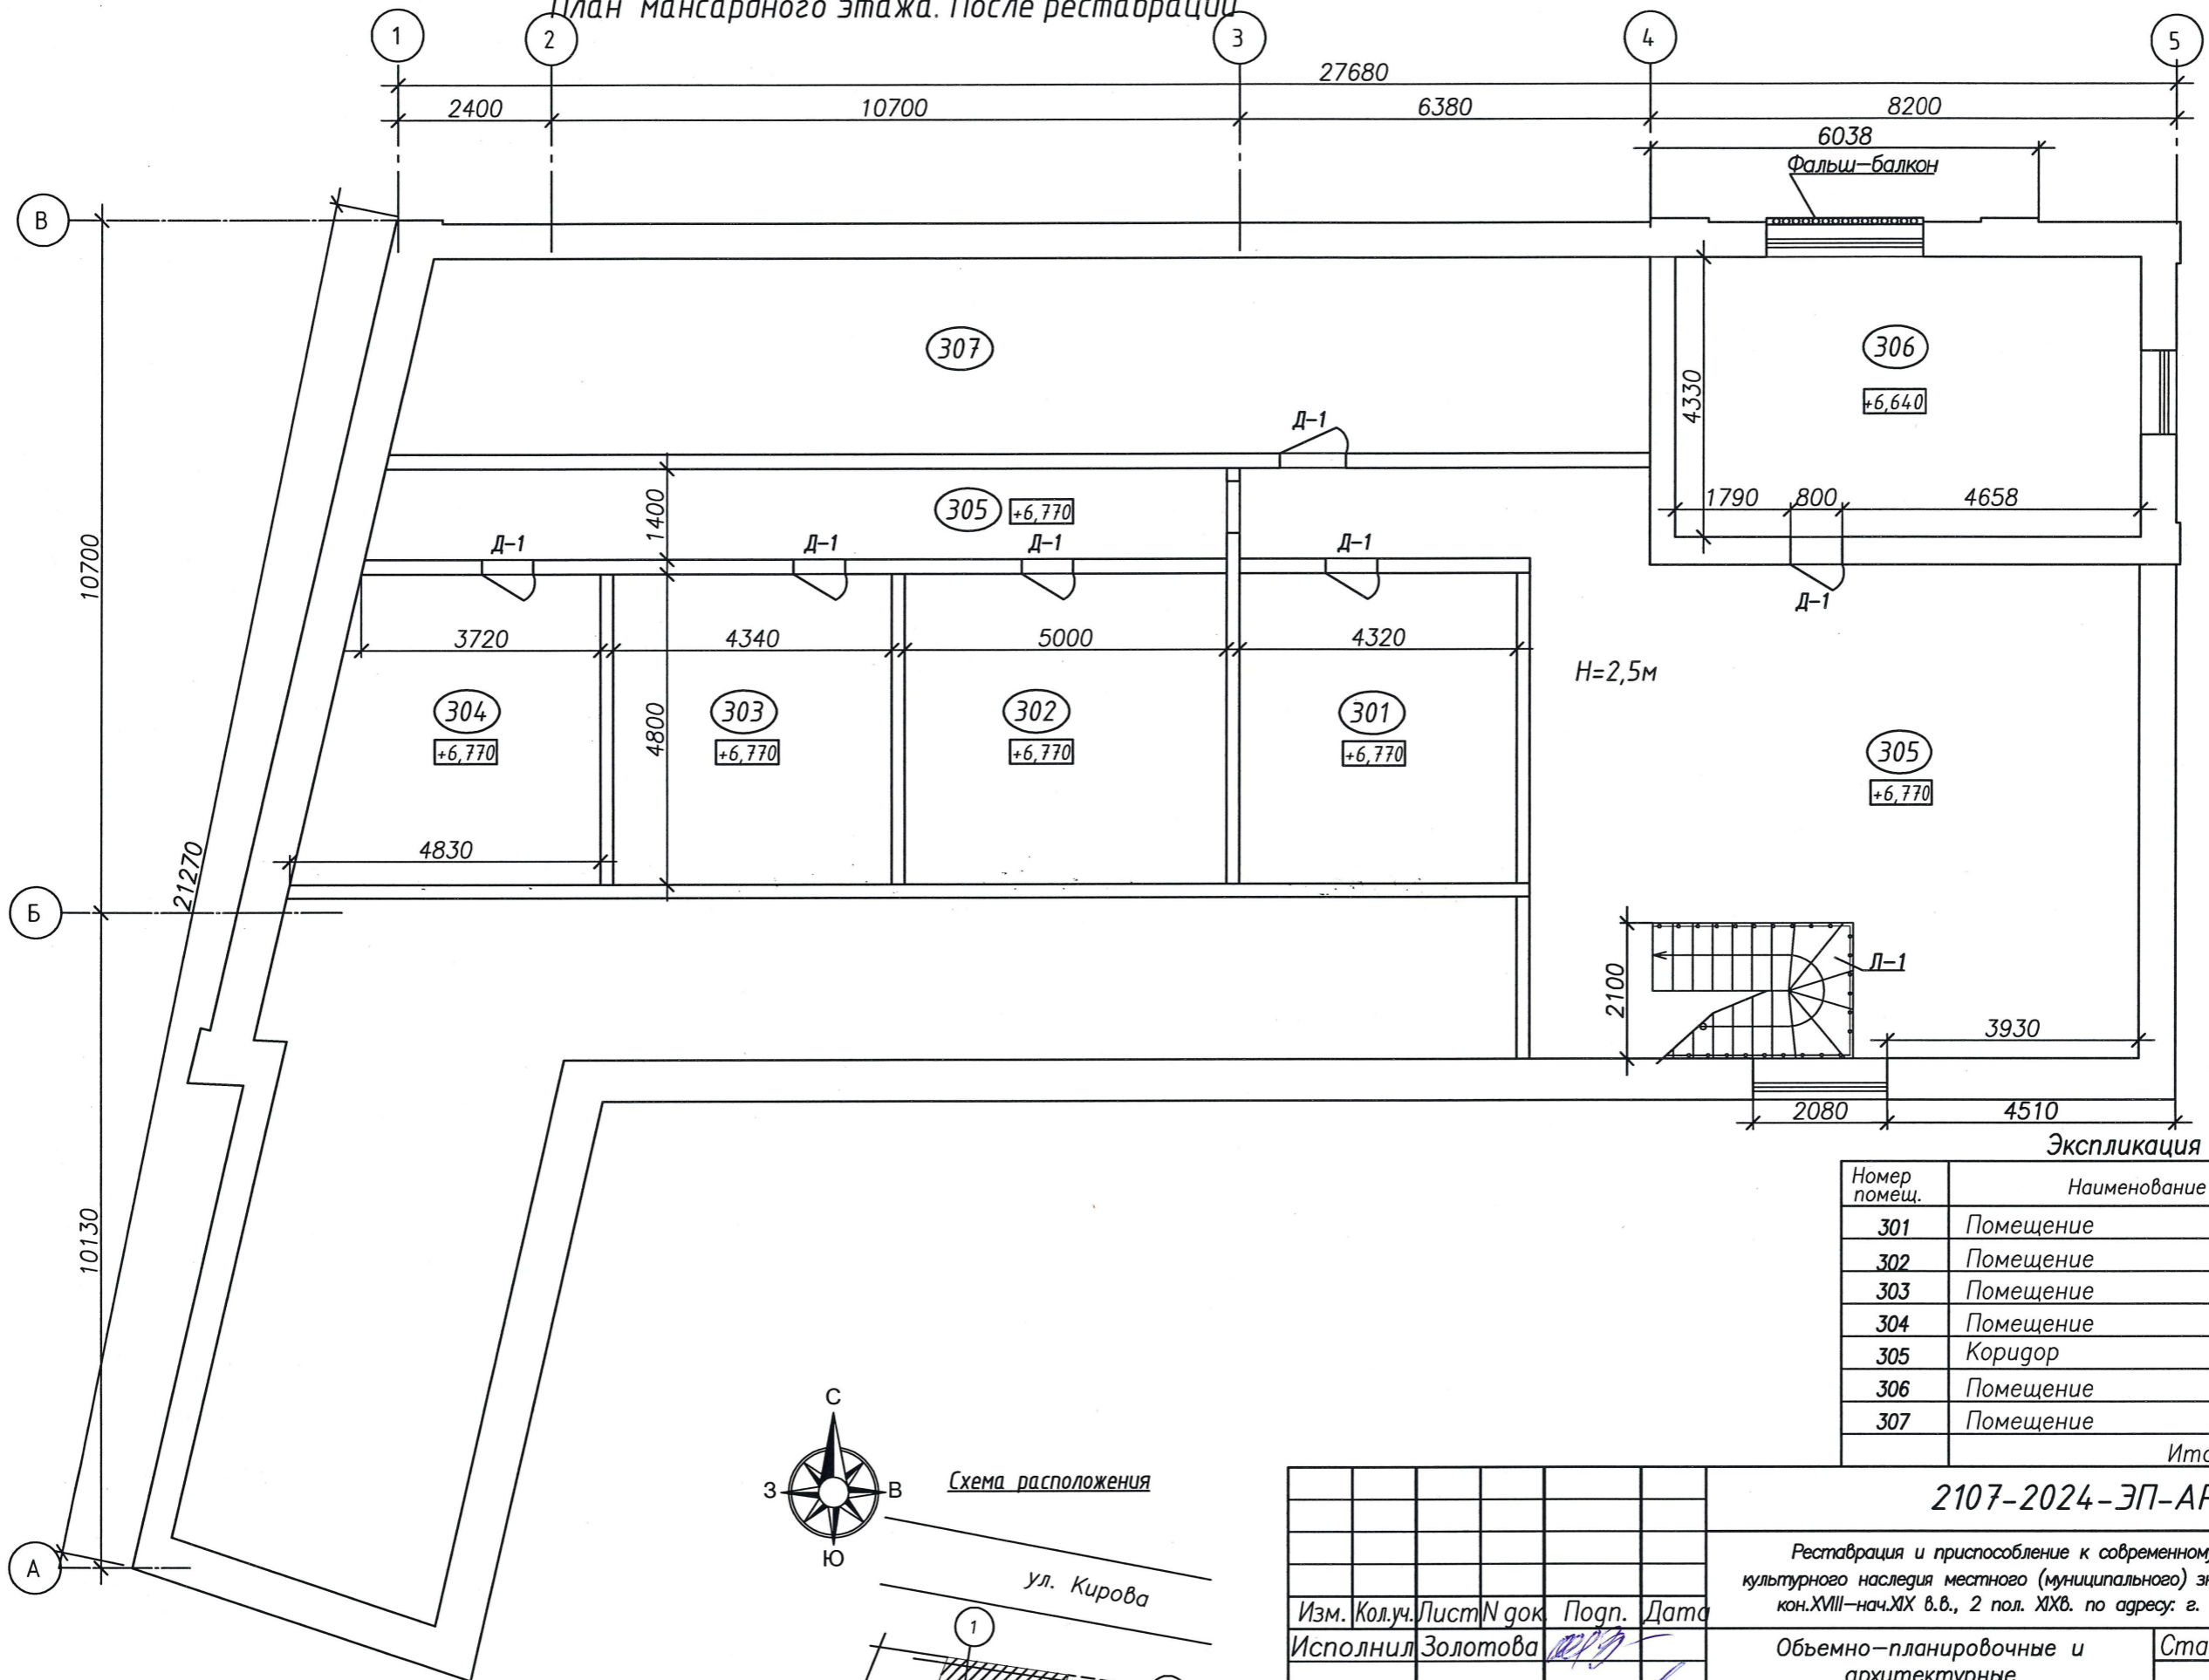 План мансардного этажа. После реставрации
1
2
3
4
5
27680
2400
10700
6380
8200
6038
Фальш-балкон
В
307
306
+6,640
4330
Д-1
1790
800
4658
305
+6,770
1400
Д-1
Д-1
Д-1
Д-1
Д-1
10700
3720
4340
5000
4320
H=2,5м
304
+6,770
303
+6,770
302
+6,770
301
+6,770
4800
305
+6,770
4830
21270
Б
2100
Л-1
3930
2080
4510
10130
А
Экспликация
Номер помещ.
Наименование
301 Помещение
302 Помещение
303 Помещение
304 Помещение
305 Коридор
306 Помещение
307 Помещение
Ито
С
З
В
Ю
Схема расположения
ул. Кирова
1
2107-2024-ЭП-АР
Реставрация и приспособление к современному
культурного наследия местного (муниципального) зн
кон.XVIII-нач.XIX в.в., 2 пол. XIXв. по адресу: г.
Изм. Кол.уч. Лист N док. Подп. Дата
Исполнил Золотова
Объемно-планировочные и
архитектурные
Ста